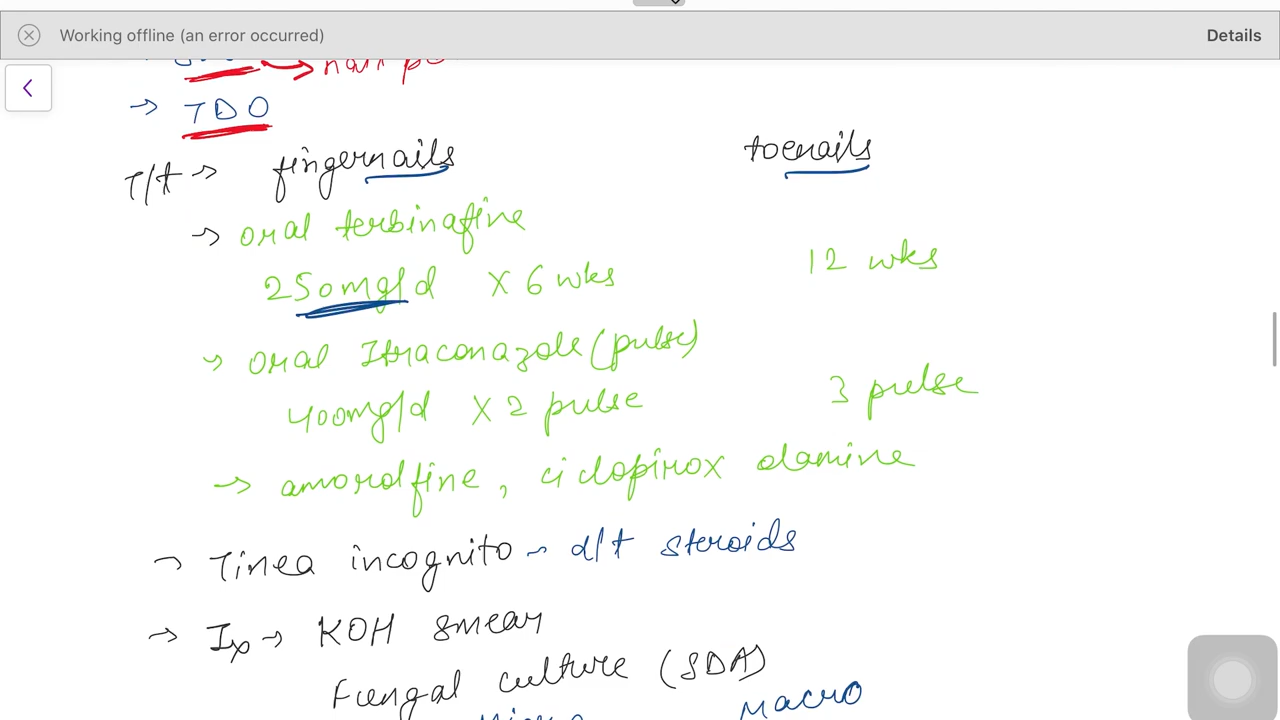 Working offline (an error occurred) Details
→ TDO
T/t → fingernails toenails
→ oral terbinafine
250mg/d x 6 wks 12 wks
→ oral Itraconazole (pulse)
400mg/d x 2 pulse 3 pulse
→ amorolfine, ciclopirox olamine
→ Tinea incognito ~ d/t steroids
→ Ix → KOH smear
Fungal culture (SDA)
Macro